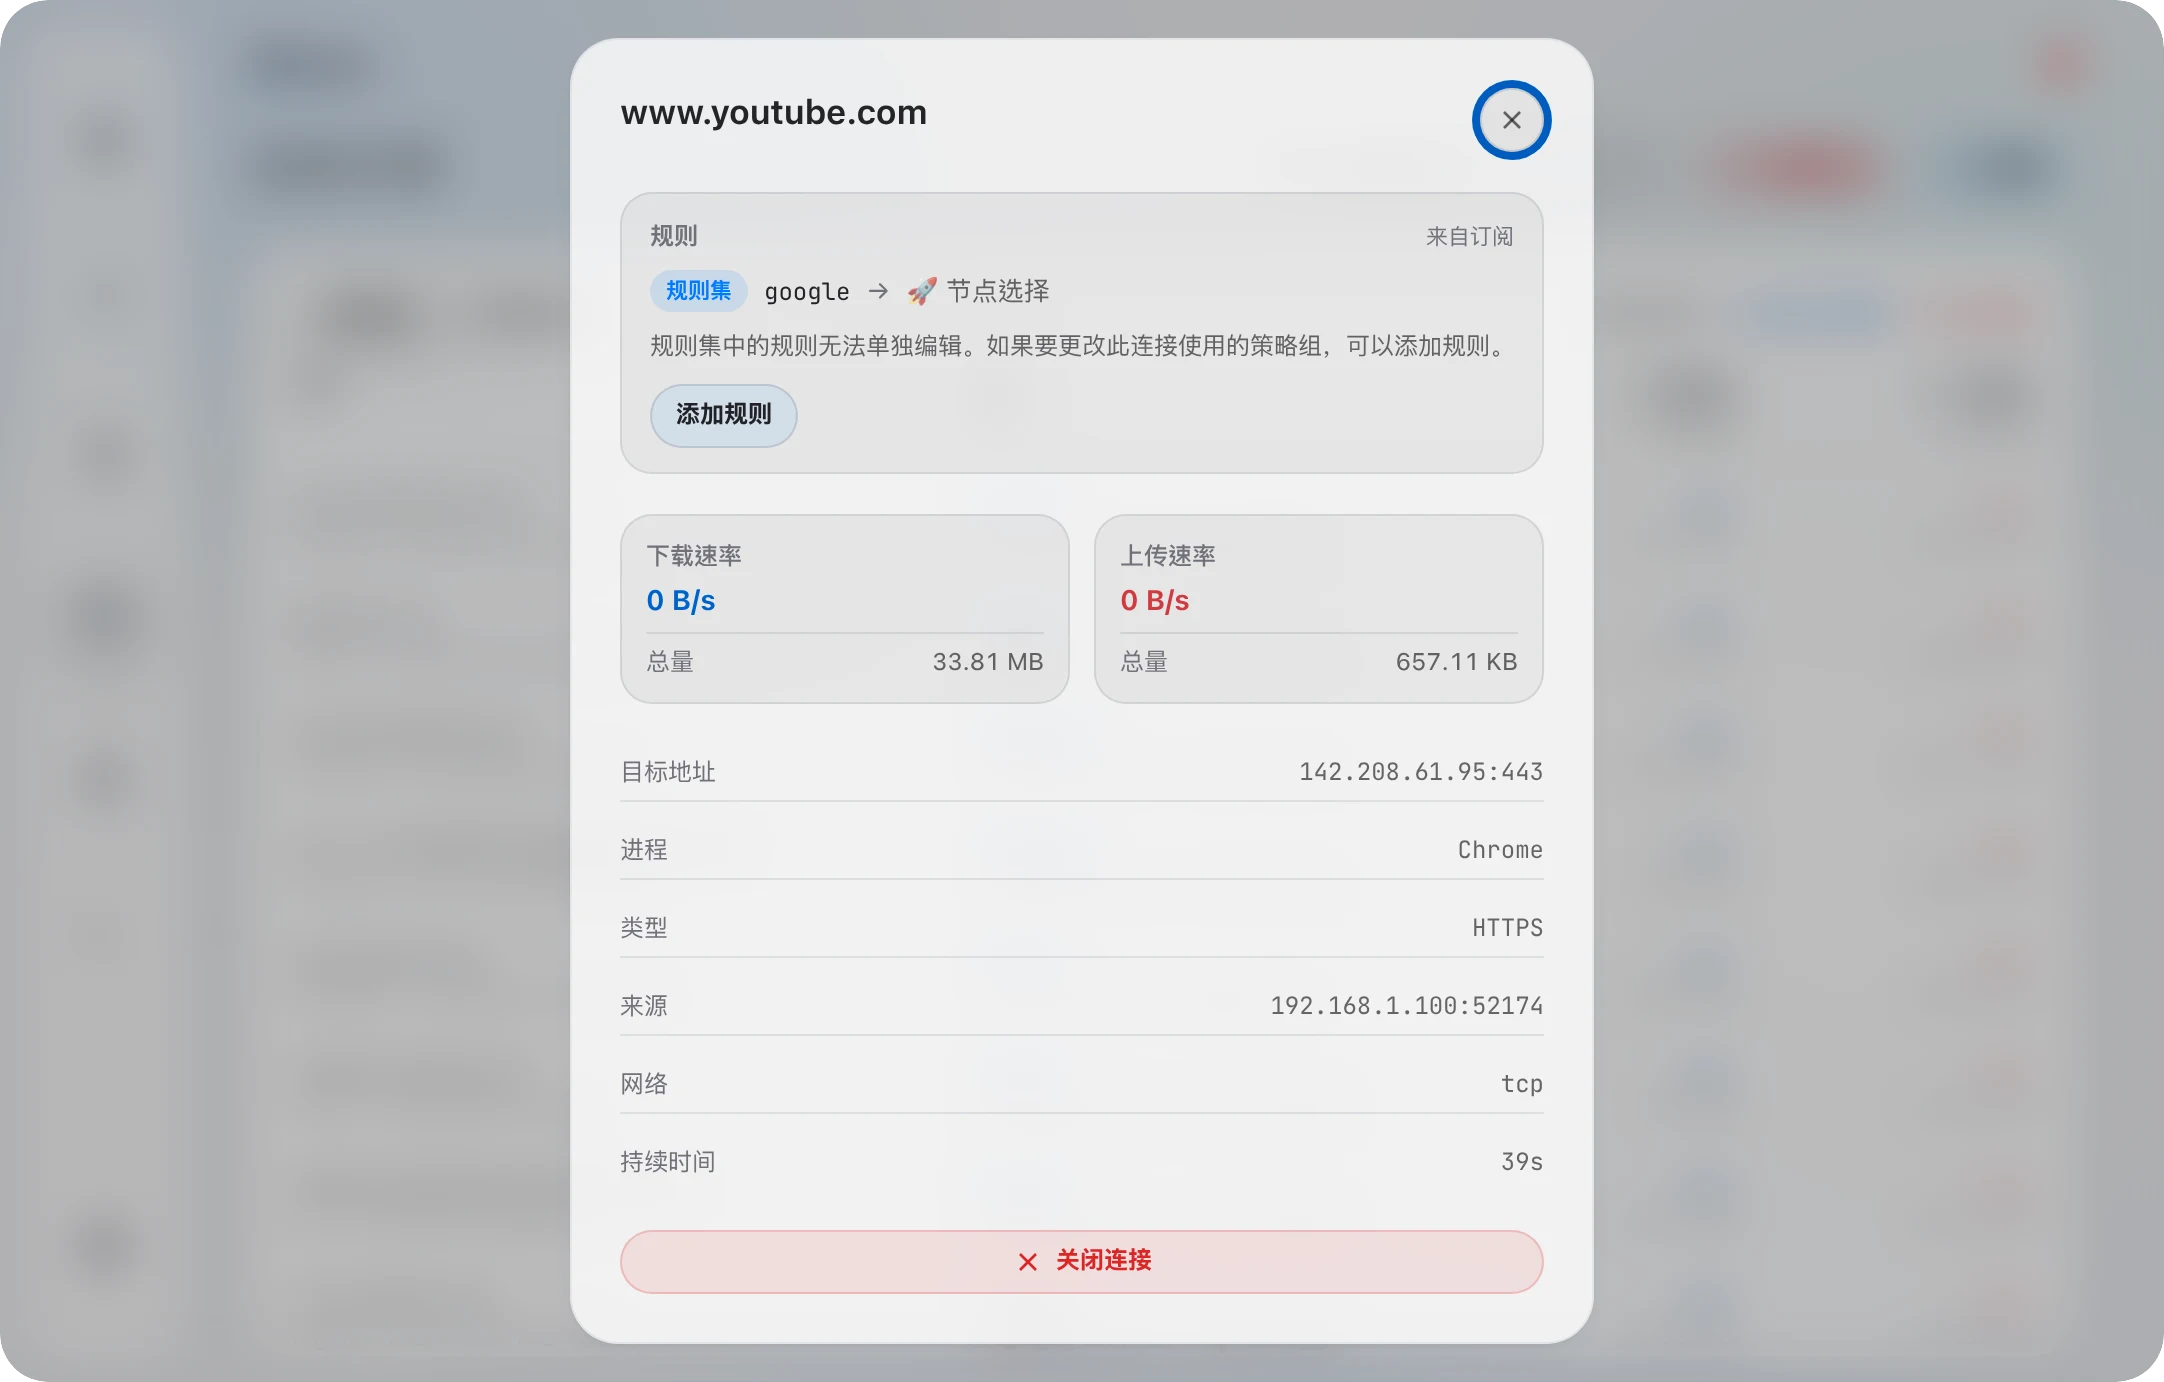 www.youtube.com
规则 来自订阅
规则集 google → 🚀 节点选择
规则集中的规则无法单独编辑。如果要更改此连接使用的策略组，可以添加规则。
添加规则
下载速率
0 B/s
总量 33.81 MB
上传速率
0 B/s
总量 657.11 KB
目标地址 142.208.61.95:443
进程 Chrome
类型 HTTPS
来源 192.168.1.100:52174
网络 tcp
持续时间 39s
× 关闭连接